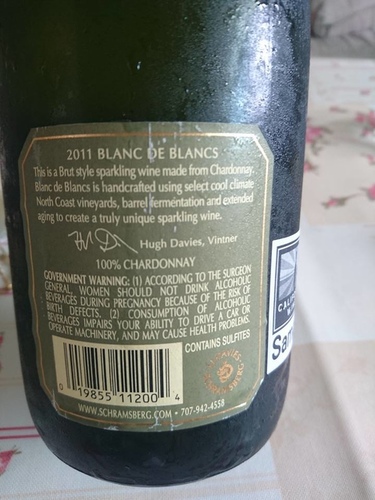 2011 BLANC DE BLANCS
This is a Brut style sparkling wine made from Chardonnay.
Blanc de Blancs is handcrafted using select cool climate
North Coast vineyards, barrel fermentation and extended
aging to create a truly unique sparkling wine.
Hugh Davies, Vintner
100% CHARDONNAY
GOVERNMENT WARNING: (1) ACCORDING TO THE SURGEON
GENERAL, WOMEN SHOULD NOT DRINK ALCOHOLIC
BEVERAGES DURING PREGNANCY BECAUSE OF THE RISK OF
BIRTH DEFECTS. (2) CONSUMPTION OF ALCOHOLIC
BEVERAGES IMPAIRS YOUR ABILITY TO DRIVE A CAR OR
OPERATE MACHINERY, AND MAY CAUSE HEALTH PROBLEMS.
CONTAINS SULFITES
0 19855 11200 4
WWW.SCHRAMSBERG.COM • 707-942-4558